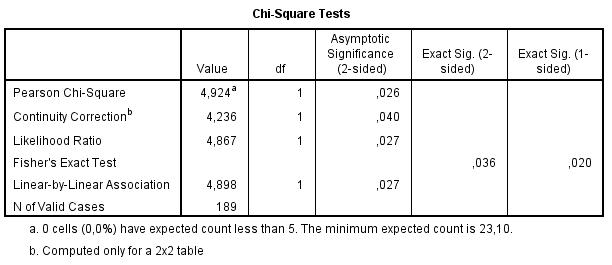 Chi-Square Tests
Value df Asymptotic Significance (2-sided) Exact Sig. (2-sided) Exact Sig. (1-sided)
Pearson Chi-Square 4,924a 1 ,026
Continuity Correctionb 4,236 1 ,040
Likelihood Ratio 4,867 1 ,027
Fisher's Exact Test ,036 ,020
Linear-by-Linear Association 4,898 1 ,027
N of Valid Cases 189
a. 0 cells (0,0%) have expected count less than 5. The minimum expected count is 23,10.
b. Computed only for a 2x2 table